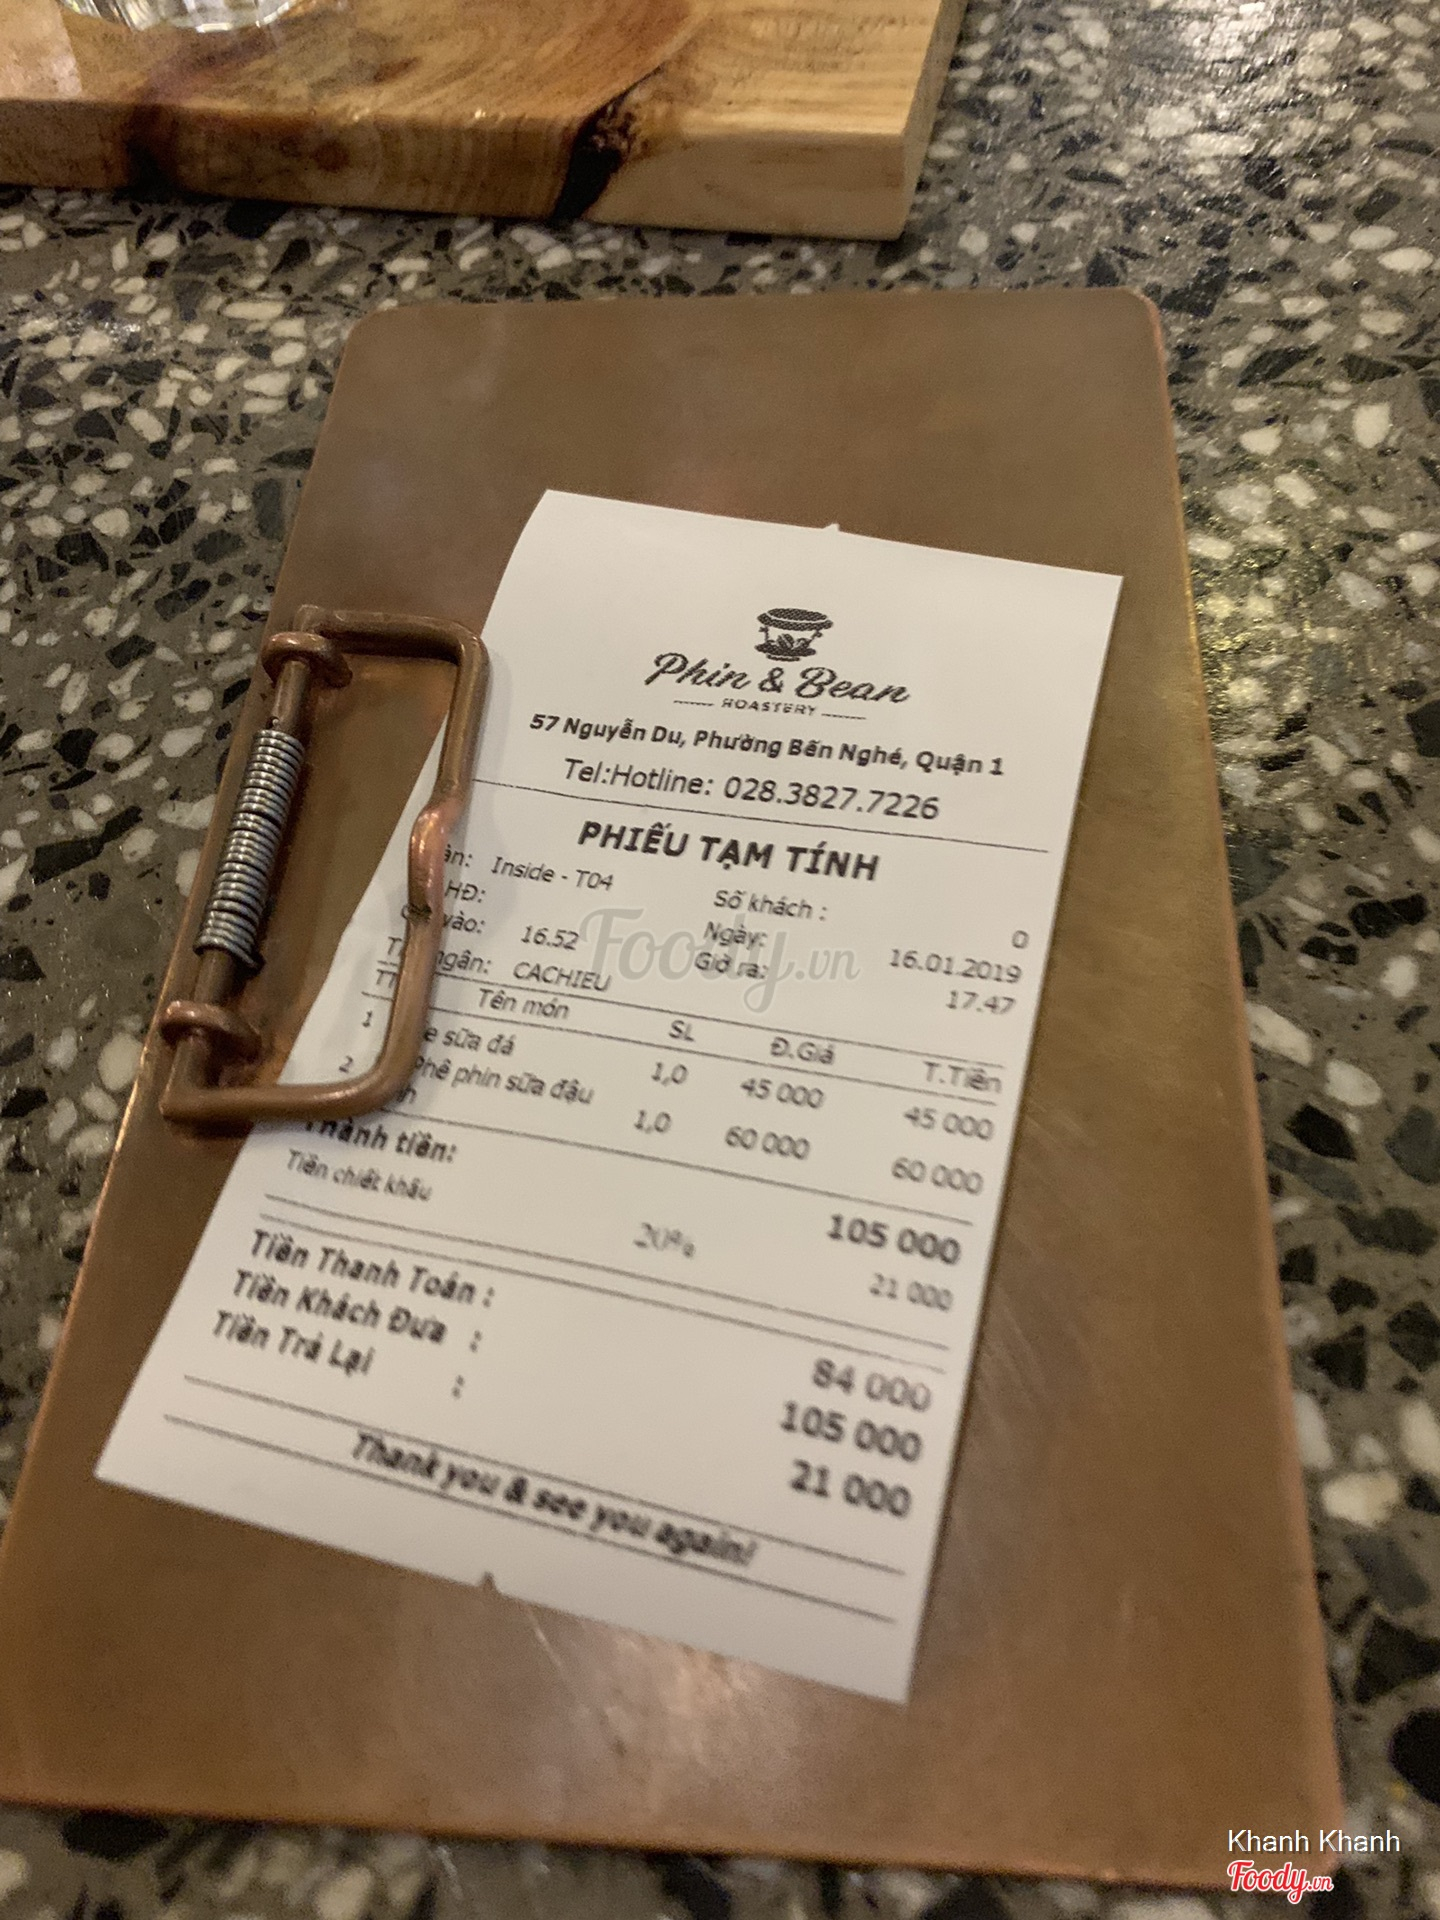 Phin & Bean
ROASTERY
57 Nguyễn Du, Phường Bến Nghé, Quận 1
Tel:Hotline: 028.3827.7226
PHIẾU TẠM TÍNH
Inside - T04 Số khách : 0
HĐ: Ngày: 16.01.2019
vào: 16.52 Giờ ra: 17.47
ngân: CACHIEU
TT Tên món SL Đ.Giá T.Tiền
1 sữa đá 1,0 45 000 45 000
2 Phê phin sữa đậu 1,0 60 000 60 000
Thành tiền: 105 000
Tiền chiết khấu 20% 21 000
Tiền Thanh Toán : 84 000
Tiền Khách Đưa : 105 000
Tiền Trả Lại : 21 000
Thank you & see you again!
Foody.vn
Khanh Khanh
Foody.vn